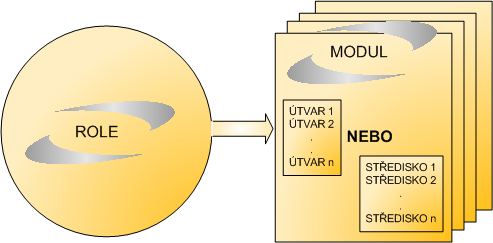 ROLE
MODUL
ÚTVAR 1
ÚTVAR 2
.
.
ÚTVAR n
NEBO
STŘEDISKO 1
STŘEDISKO 2
.
.
STŘEDISKO n